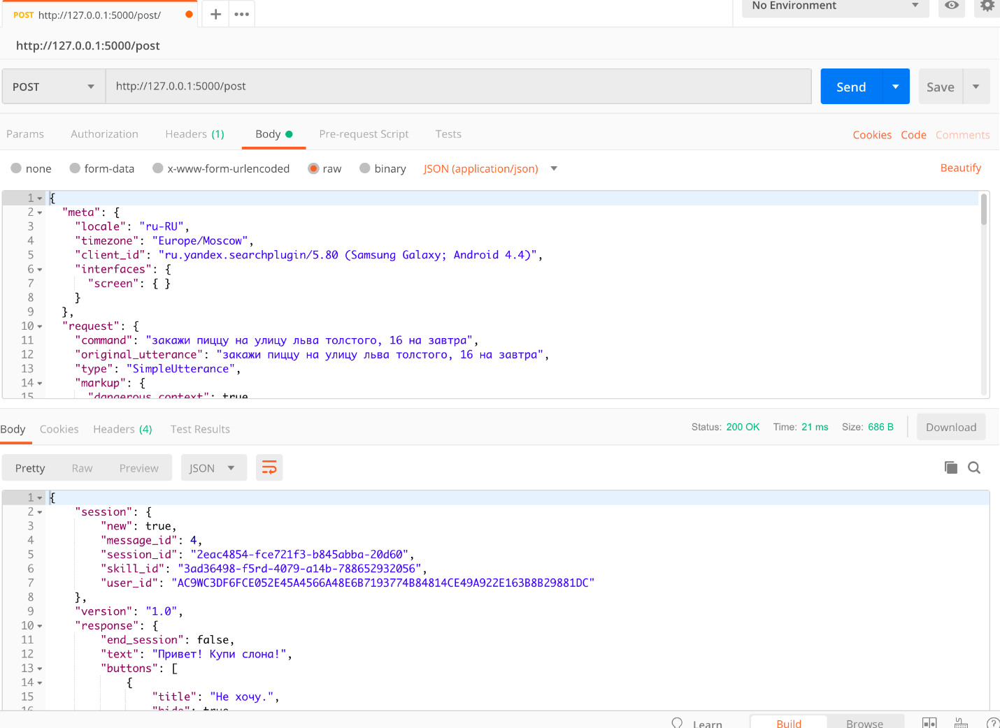 POST http://127.0.0.1:5000/post/
No Environment
http://127.0.0.1:5000/post
POST http://127.0.0.1:5000/post Send Save
Params Authorization Headers (1) Body Pre-request Script Tests Cookies Code Comments
none form-data x-www-form-urlencoded raw binary JSON (application/json) Beautify
1 {
2 "meta": {
3 "locale": "ru-RU",
4 "timezone": "Europe/Moscow",
5 "client_id": "ru.yandex.searchplugin/5.80 (Samsung Galaxy; Android 4.4)",
6 "interfaces": {
7 "screen": { }
8 }
9 },
10 "request": {
11 "command": "закажи пиццу на улицу льва толстого, 16 на завтра",
12 "original_utterance": "закажи пиццу на улицу льва толстого, 16 на завтра",
13 "type": "SimpleUtterance",
14 "markup": {
15 "dangerous_context": true
Body Cookies Headers (4) Test Results Status: 200 OK Time: 21 ms Size: 686 B Download
Pretty Raw Preview JSON
1 {
2 "session": {
3 "new": true,
4 "message_id": 4,
5 "session_id": "2eac4854-fce721f3-b845abba-20d60",
6 "skill_id": "3ad36498-f5rd-4079-a14b-788652932056",
7 "user_id": "AC9WC3DF6FCE052E45A4566A48E6B7193774B84814CE49A922E163B8B29881DC"
8 },
9 "version": "1.0",
10 "response": {
11 "end_session": false,
12 "text": "Привет! Купи слона!",
13 "buttons": [
14 {
15 "title": "Не хочу.",
16 "hide": true
Learn Build Browse